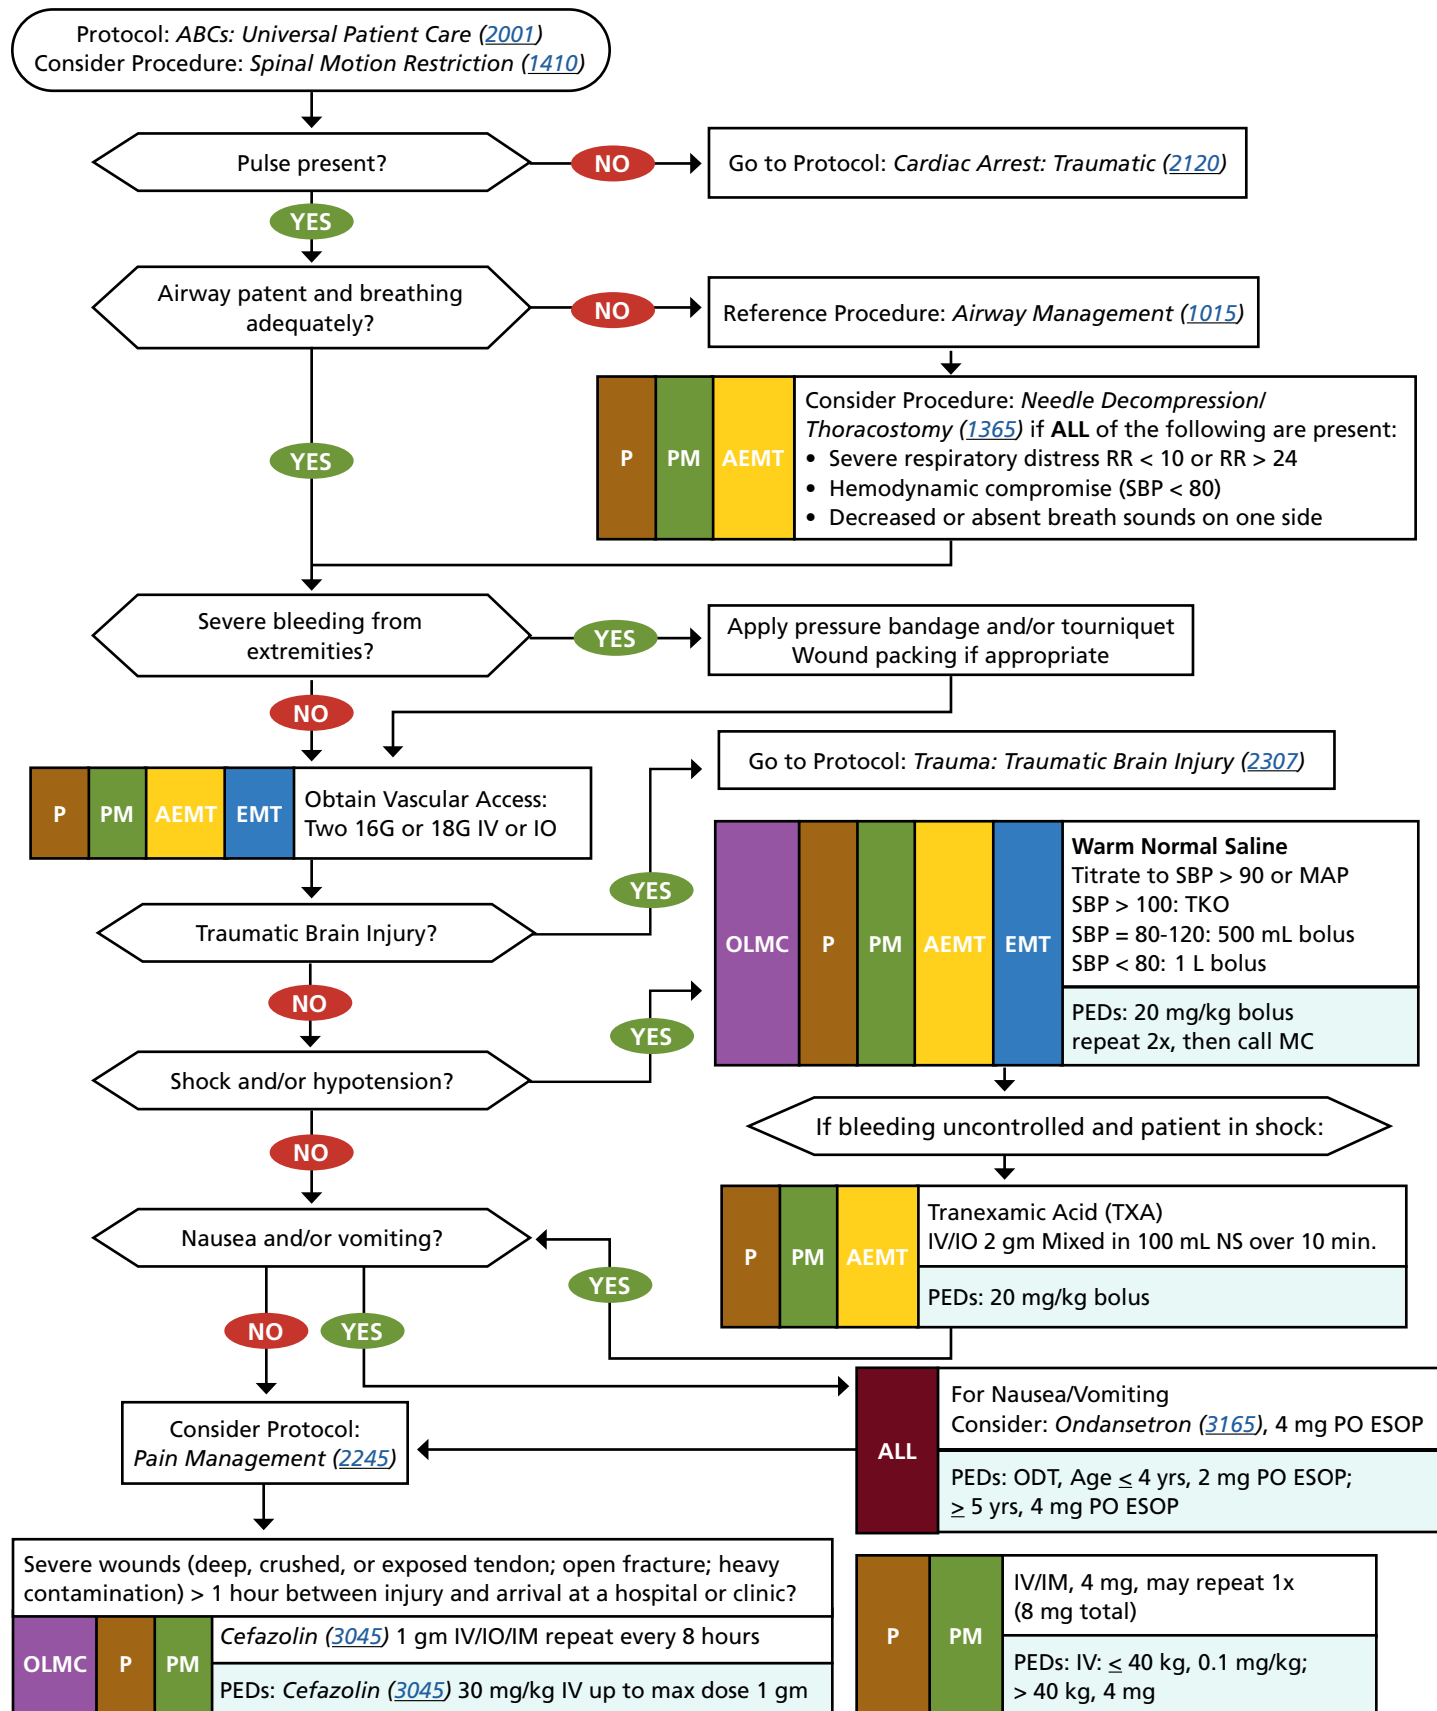 Protocol: ABCs: Universal Patient Care (2001)
Consider Procedure: Spinal Motion Restriction (1410)
Pulse present?
NO
Go to Protocol: Cardiac Arrest: Traumatic (2120)
YES
Airway patent and breathing
adequately?
NO
Reference Procedure: Airway Management (1015)
P
PM
AEMT
Consider Procedure: Needle Decompression/
Thoracostomy (1365) if ALL of the following are present:
• Severe respiratory distress RR < 10 or RR > 24
• Hemodynamic compromise (SBP < 80)
• Decreased or absent breath sounds on one side
YES
Severe bleeding from
extremities?
YES
Apply pressure bandage and/or tourniquet
Wound packing if appropriate
NO
P
PM
AEMT
EMT
Obtain Vascular Access:
Two 16G or 18G IV or IO
Traumatic Brain Injury?
YES
Go to Protocol: Trauma: Traumatic Brain Injury (2307)
NO
Shock and/or hypotension?
YES
OLMC
P
PM
AEMT
EMT
Warm Normal Saline
Titrate to SBP > 90 or MAP
SBP > 100: TKO
SBP = 80-120: 500 mL bolus
SBP < 80: 1 L bolus
PEDs: 20 mg/kg bolus
repeat 2x, then call MC
If bleeding uncontrolled and patient in shock:
P
PM
AEMT
Tranexamic Acid (TXA)
IV/IO 2 gm Mixed in 100 mL NS over 10 min.
PEDs: 20 mg/kg bolus
YES
NO
Nausea and/or vomiting?
NO
YES
ALL
For Nausea/Vomiting
Consider: Ondansetron (3165), 4 mg PO ESOP
PEDs: ODT, Age ≤ 4 yrs, 2 mg PO ESOP;
≥ 5 yrs, 4 mg PO ESOP
P
PM
IV/IM, 4 mg, may repeat 1x
(8 mg total)
PEDs: IV: ≤ 40 kg, 0.1 mg/kg;
> 40 kg, 4 mg
Consider Protocol:
Pain Management (2245)
Severe wounds (deep, crushed, or exposed tendon; open fracture; heavy
contamination) > 1 hour between injury and arrival at a hospital or clinic?
OLMC
P
PM
Cefazolin (3045) 1 gm IV/IO/IM repeat every 8 hours
PEDs: Cefazolin (3045) 30 mg/kg IV up to max dose 1 gm